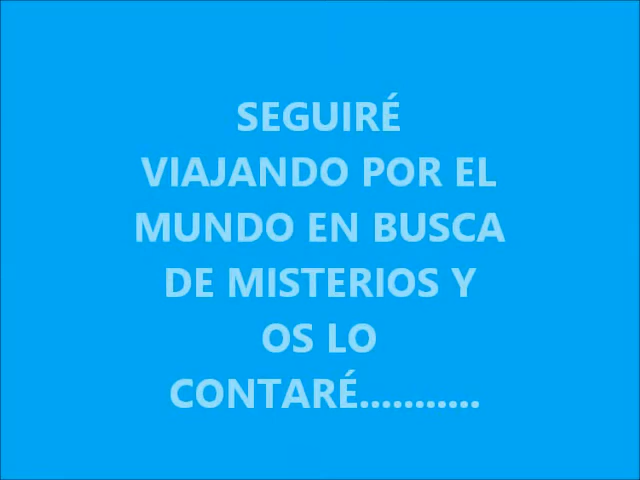 SEGUIRÉ
VIAJANDO POR EL
MUNDO EN BUSCA
DE MISTERIOS Y
OS LO
CONTARÉ...........